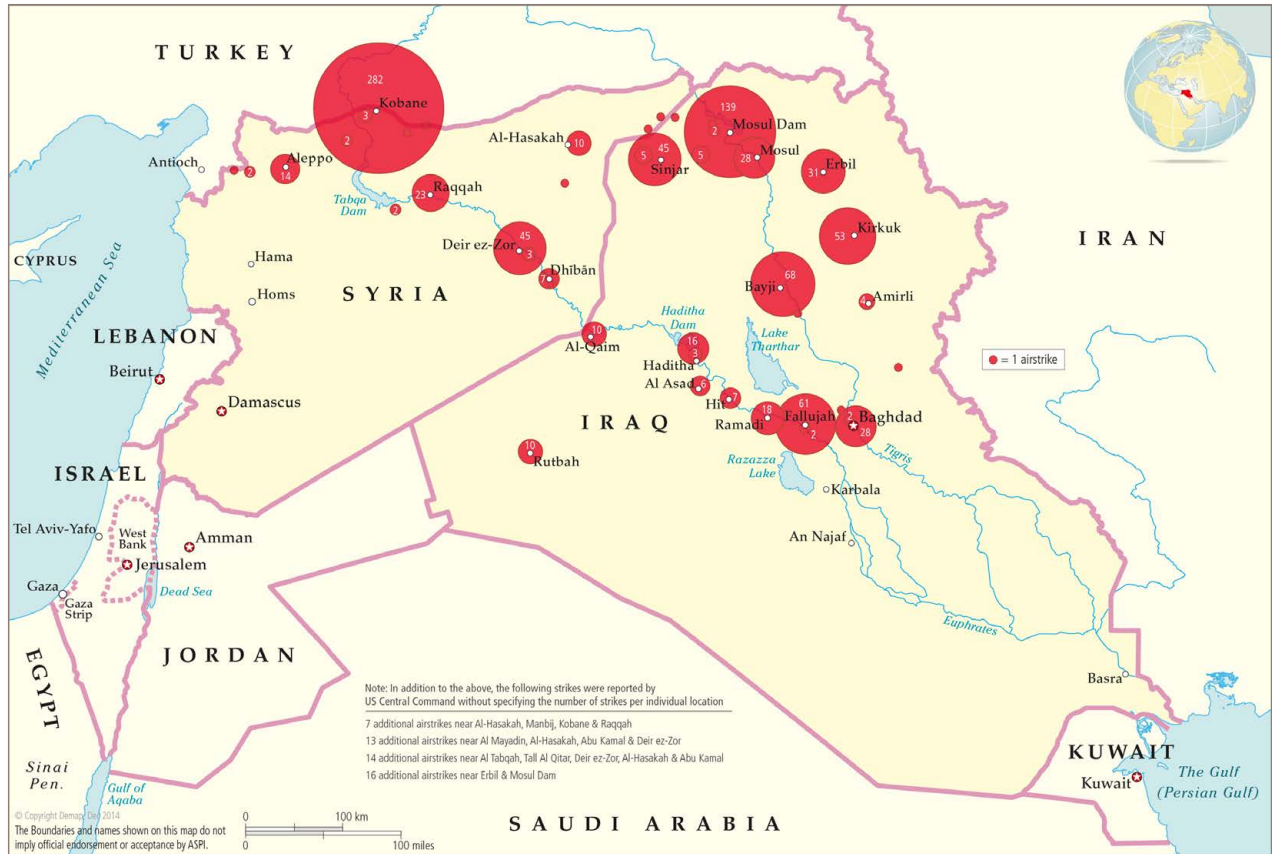 TURKEY
282
3
Kobane
2
139
2
Mosul Dam
Al-Hasakah
10
5
45
Sinjar
5
28
Mosul
Antioch
2
Aleppo
14
31
Erbil
Tabqa
Dam
23
Raqqah
2
53
Kirkuk
IRAN
Mediterranean Sea
CYPRUS
Hama
Deir ez-Zor
45
3
Dhībān
7
68
Bayji
Homs
SYRIA
4
Amirli
LEBANON
Haditha
Dam
Lake
Tharthar
10
Al-Qaim
16
3
Haditha
= 1 airstrike
Beirut
Al Asad
6
Hit
7
Damascus
IRAQ
18
Ramadi
61
Fallujah
2
2
Baghdad
28
Tigris
10
Rutbah
Razazza
Lake
ISRAEL
Karbala
Tel Aviv-Yafo
West
Bank
Amman
An Najaf
Jerusalem
Gaza
Gaza
Strip
Dead Sea
Euphrates
EGYPT
JORDAN
Basra
Note: In addition to the above, the following strikes were reported by
US Central Command without specifying the number of strikes per individual location
7 additional airstrikes near Al-Hasakah, Manbij, Kobane & Raqqah
13 additional airstrikes near Al Mayadin, Al-Hasakah, Abu Kamal & Deir ez-Zor
14 additional airstrikes near Al Tabqah, Tall Al Qitar, Deir ez-Zor, Al-Hasakah & Abu Kamal
16 additional airstrikes near Erbil & Mosul Dam
KUWAIT
Kuwait
The Gulf
(Persian Gulf)
Sinai
Pen.
Gulf of
Aqaba
© Copyright Demap, Dec 2014
The Boundaries and names shown on this map do not
imply official endorsement or acceptance by ASPI.
0
100 km
0
100 miles
SAUDI ARABIA